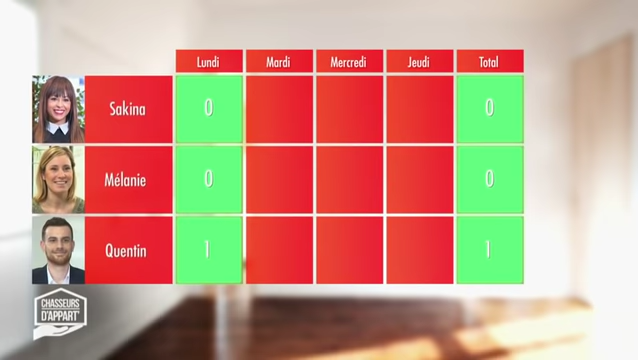 Lundi Mardi Mercredi Jeudi Total
Sakina 0 0
Mélanie 0 0
Quentin 1 1
CHASSEURS
D'APPART'